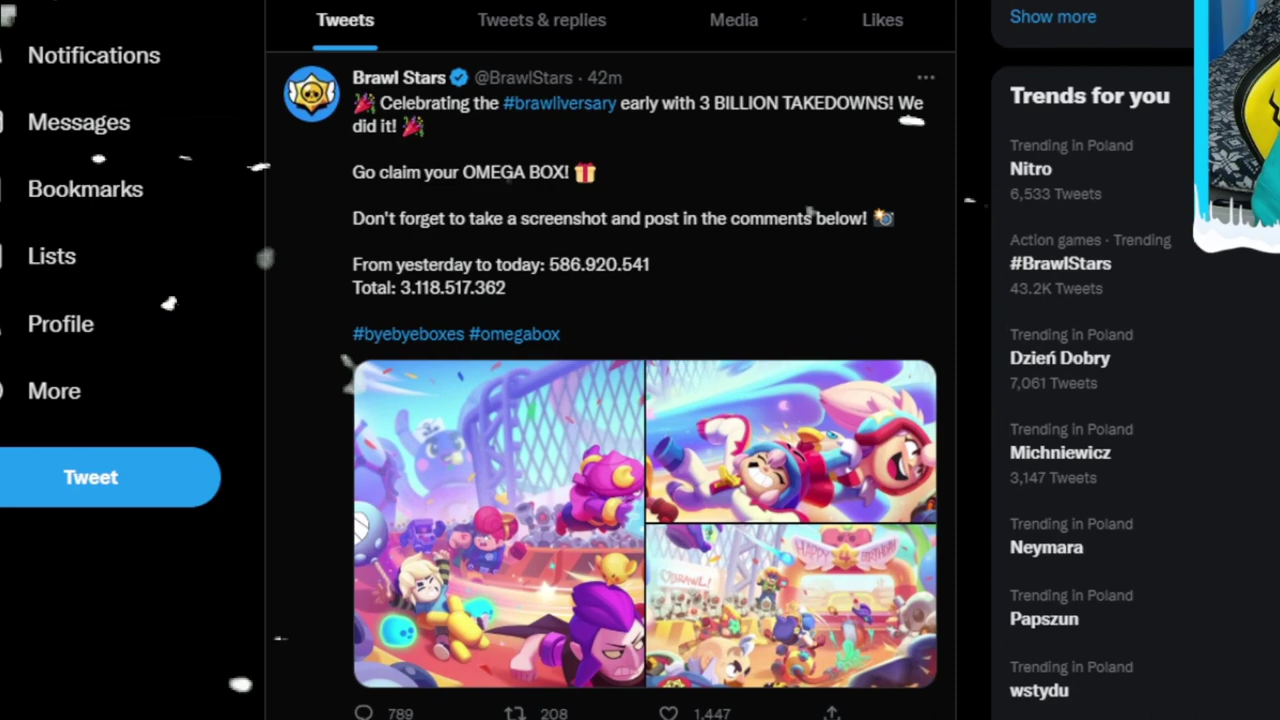 Tweets
Tweets & replies
Media
Likes
Show more
Notifications
Messages
Bookmarks
Lists
Profile
More
Tweet
Brawl Stars @BrawlStars · 42m
🎉 Celebrating the #brawliversary early with 3 BILLION TAKEDOWNS! We
did it! 🎉
Go claim your OMEGA BOX! 🎁
Don't forget to take a screenshot and post in the comments below! 📸
From yesterday to today: 586.920.541
Total: 3.118.517.362
#byebyeboxes #omegabox
HAPPY 4 BIRTHDAY
BRAWL!
789
208
1,447
Trends for you
Trending in Poland
Nitro
6,533 Tweets
Action games · Trending
#BrawlStars
43.2K Tweets
Trending in Poland
Dzień Dobry
7,061 Tweets
Trending in Poland
Michniewicz
3,147 Tweets
Trending in Poland
Neymara
Trending in Poland
Papszun
Trending in Poland
wstydu